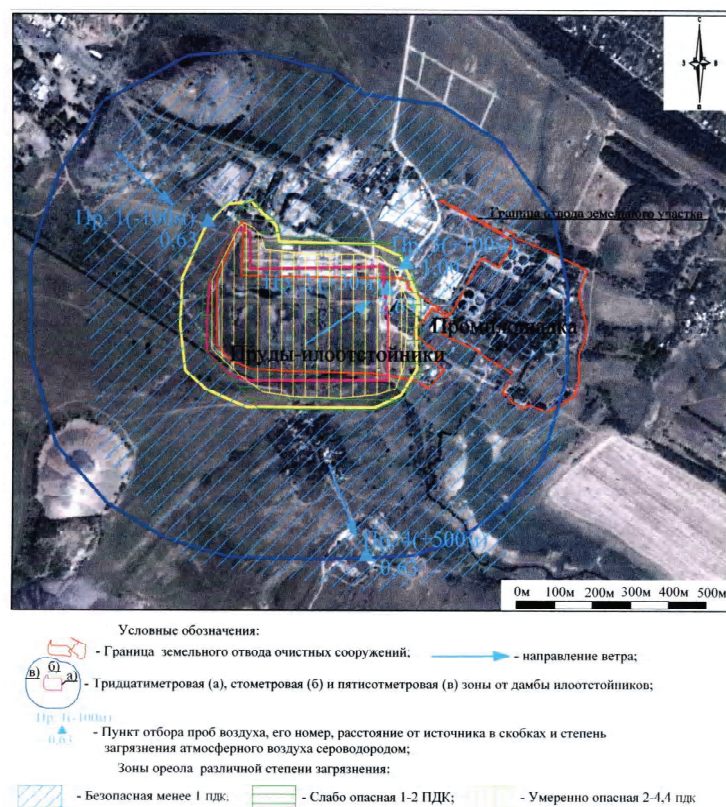 С
З В
Ю
Граница отвода земельного участка
Пр. 1(-100м)
0,63
Промплощадка
Пруды-илоотстойники
Пр. 4(+500м)
0,63
0м 100м 200м 300м 400м 500м
Условные обозначения:
- Граница земельного отвода очистных сооружений;
- направление ветра;
в) б) а)
- Тридцатиметровая (а), стометровая (б) и пятисотметровая (в) зоны от дамбы илоотстойников;
Пр. 1(-100м)
0,63
- Пункт отбора проб воздуха, его номер, расстояние от источника в скобках и степень
загрязнения атмосферного воздуха сероводородом;
Зоны ореола различной степени загрязнения:
- Безопасная менее 1 пдк;
- Слабо опасная 1-2 ПДК;
- Умеренно опасная 2-4,4 пдк